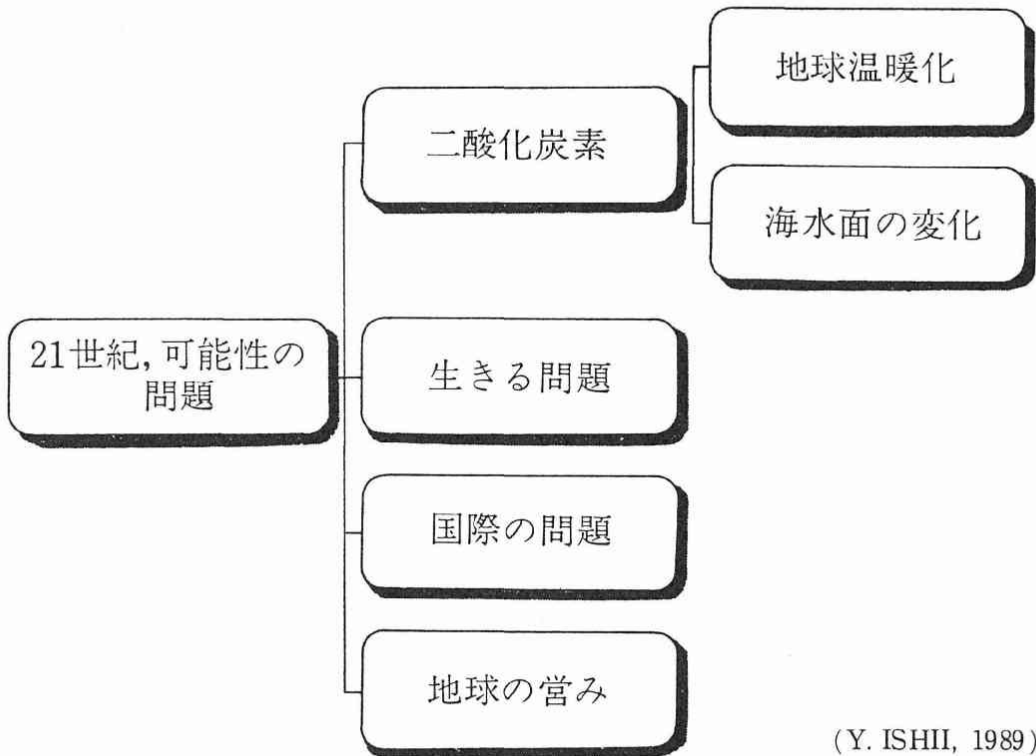 地球温暖化
二酸化炭素
海水面の変化
21世紀,可能性の
問題
生きる問題
国際の問題
地球の営み
(Y. ISHII, 1989)